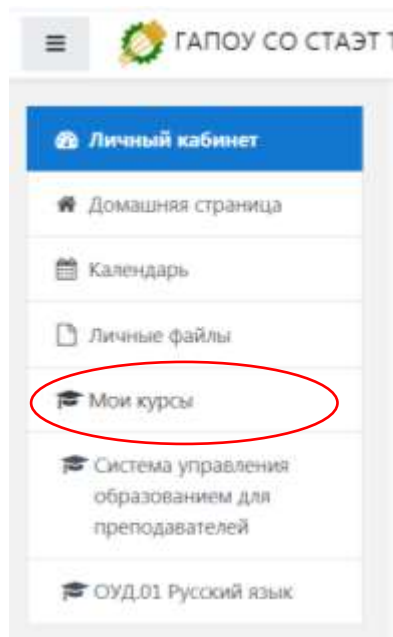 ГАПОУ СО СТАЭТ
Личный кабинет
Домашняя страница
Календарь
Личные файлы
Мои курсы
Система управления
образованием для
преподавателей
ОУД.01 Русский язык